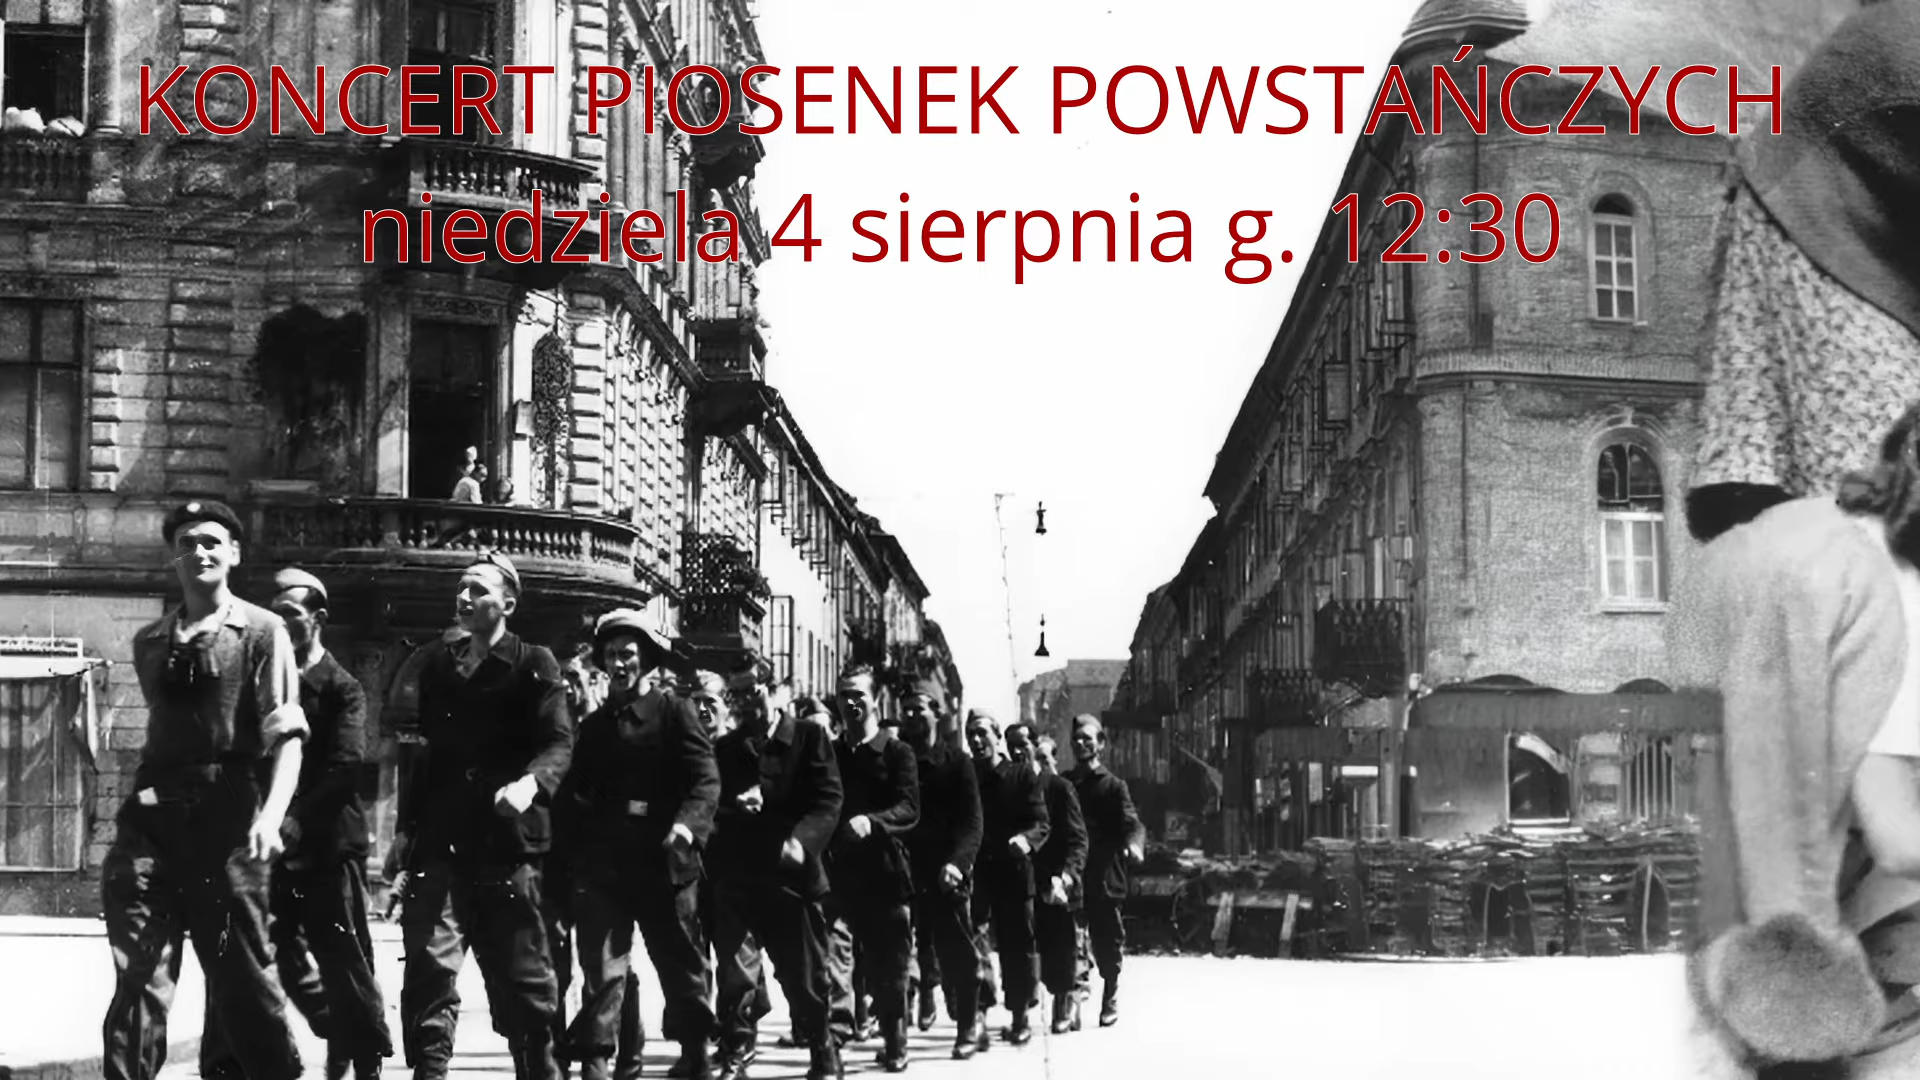 KONCERT PIOSENEK POWSTAŃCZYCH
niedziela 4 sierpnia g. 12:30